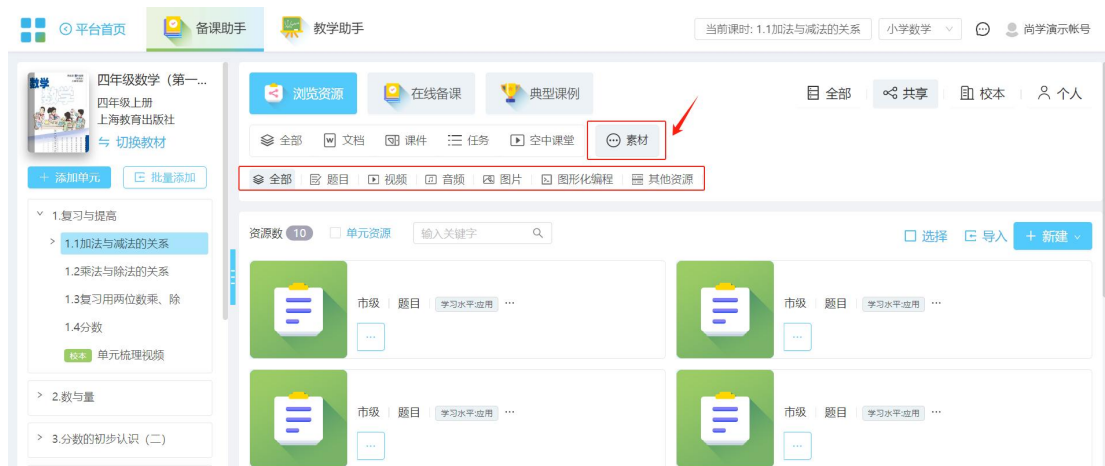 平台首页 备课助手 教学助手 当前课时: 1.1加法与减法的关系 小学数学 尚学演示帐号
数学
四年级数学（第一...
四年级上册
上海教育出版社
切换教材
+ 添加单元 批量添加
1.复习与提高
1.1加法与减法的关系
1.2乘法与除法的关系
1.3复习用两位数乘、除
1.4分数
校本 单元梳理视频
2.数与量
3.分数的初步认识（二）
浏览资源 在线备课 典型课例 全部 共享 校本 个人
全部 文档 课件 任务 空中课堂 素材
全部 题目 视频 音频 图片 图形化编程 其他资源
资源数 10 单元资源 输入关键字 选择 导入 + 新建
市级 题目 学习水平:应用 ...
...
市级 题目 学习水平:应用 ...
...
市级 题目 学习水平:应用 ...
...
市级 题目 学习水平:应用 ...
...